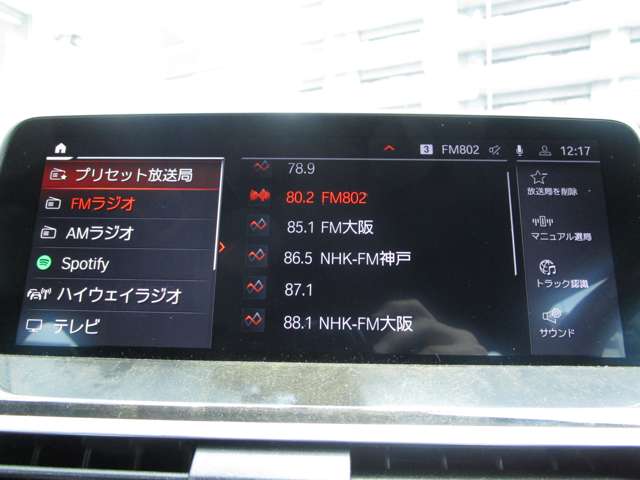 3 FM802 12:17
プリセット放送局
FMラジオ
AMラジオ
Spotify
ハイウェイラジオ
テレビ
78.9
80.2 FM802
85.1 FM大阪
86.5 NHK-FM神戸
87.1
88.1 NHK-FM大阪
放送局を削除
マニュアル選局
トラック認識
サウンド